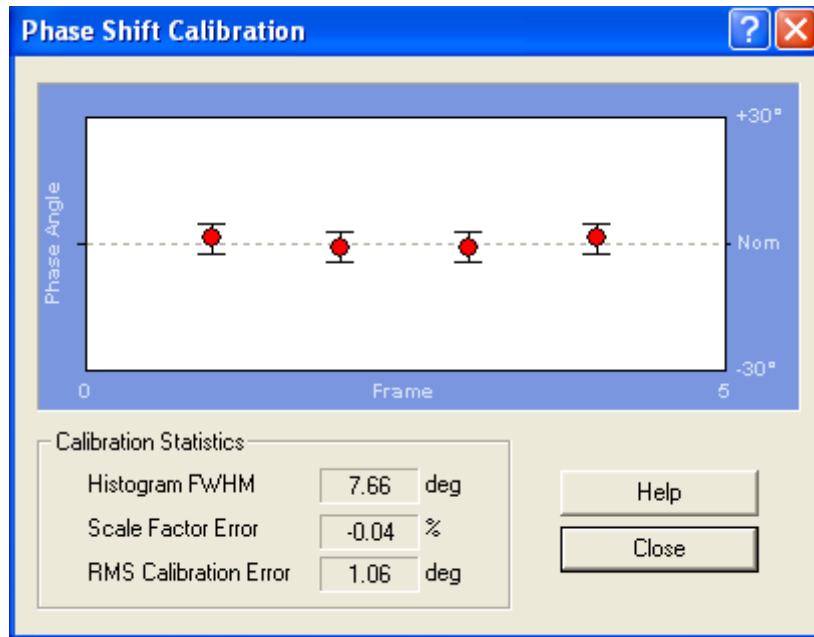 Phase Shift Calibration
+30°
Phase Angle
Nom
-30°
0 Frame 5
Calibration Statistics
Histogram FWHM 7.66 deg
Scale Factor Error -0.04 %
RMS Calibration Error 1.06 deg
Help
Close